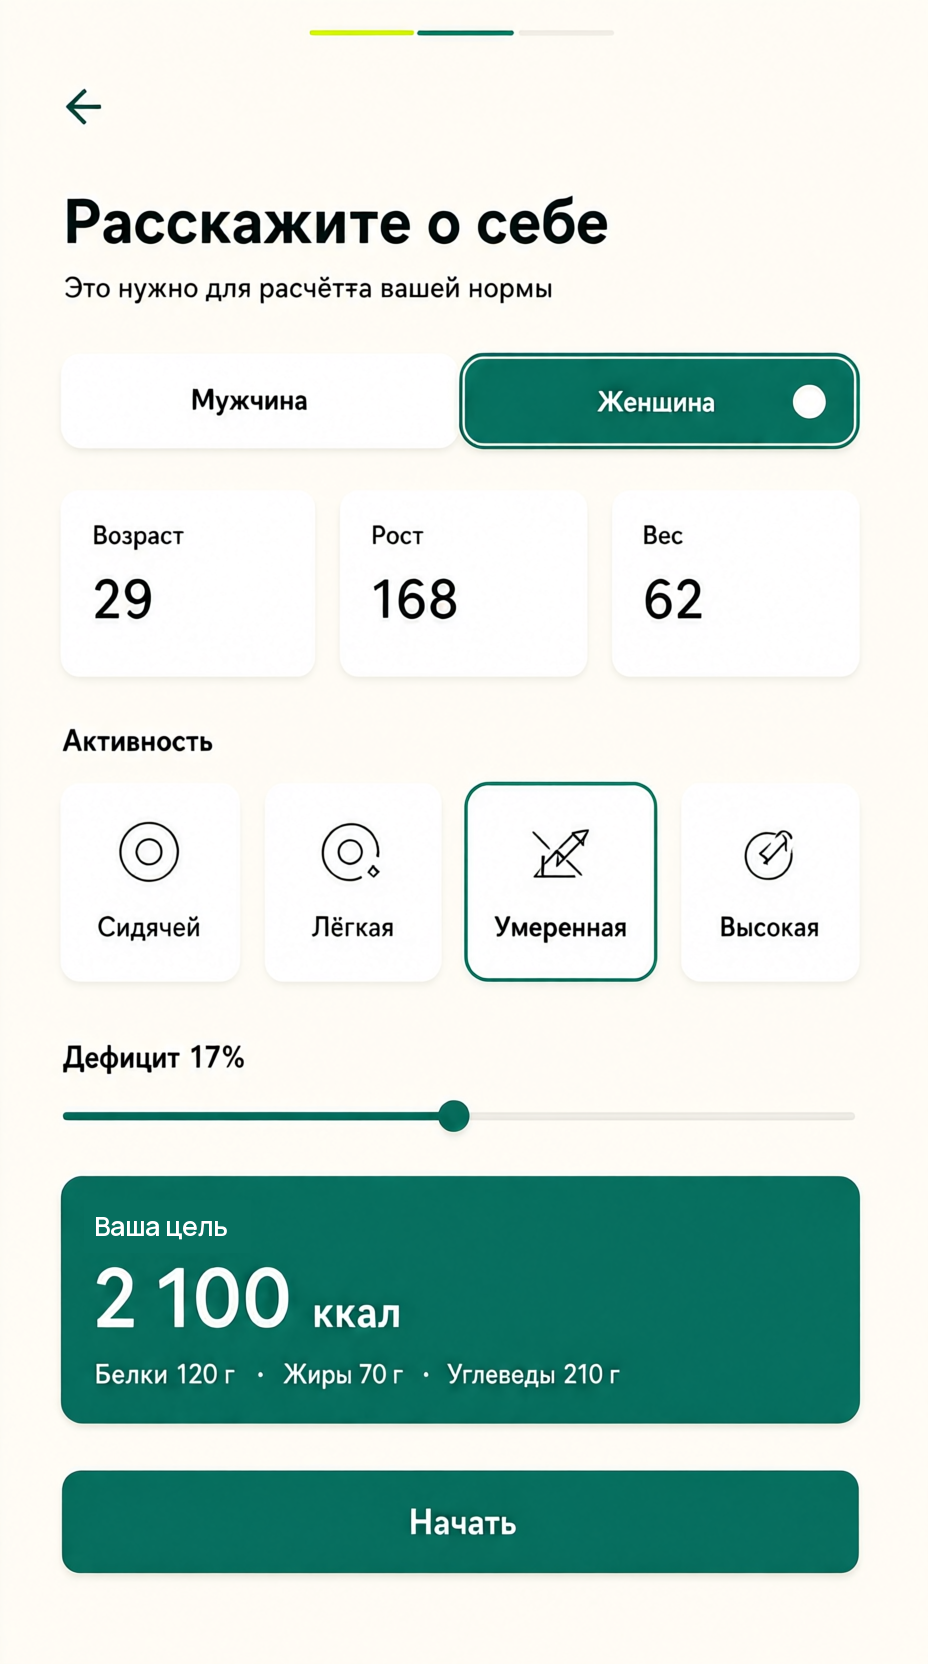 Расскажите о себе
Это нужно для вашей нормы
Мужчина
Женшина
Возраст
Рост
Вес
29
168
62
Активность
Сидячей
Лёгкая
Умеренная
Высокая
Дефицит 17%
Ваша цель
2 100 ккал
Белки 120 г · Жиры 70 г · Углеведы 210 г
Начать